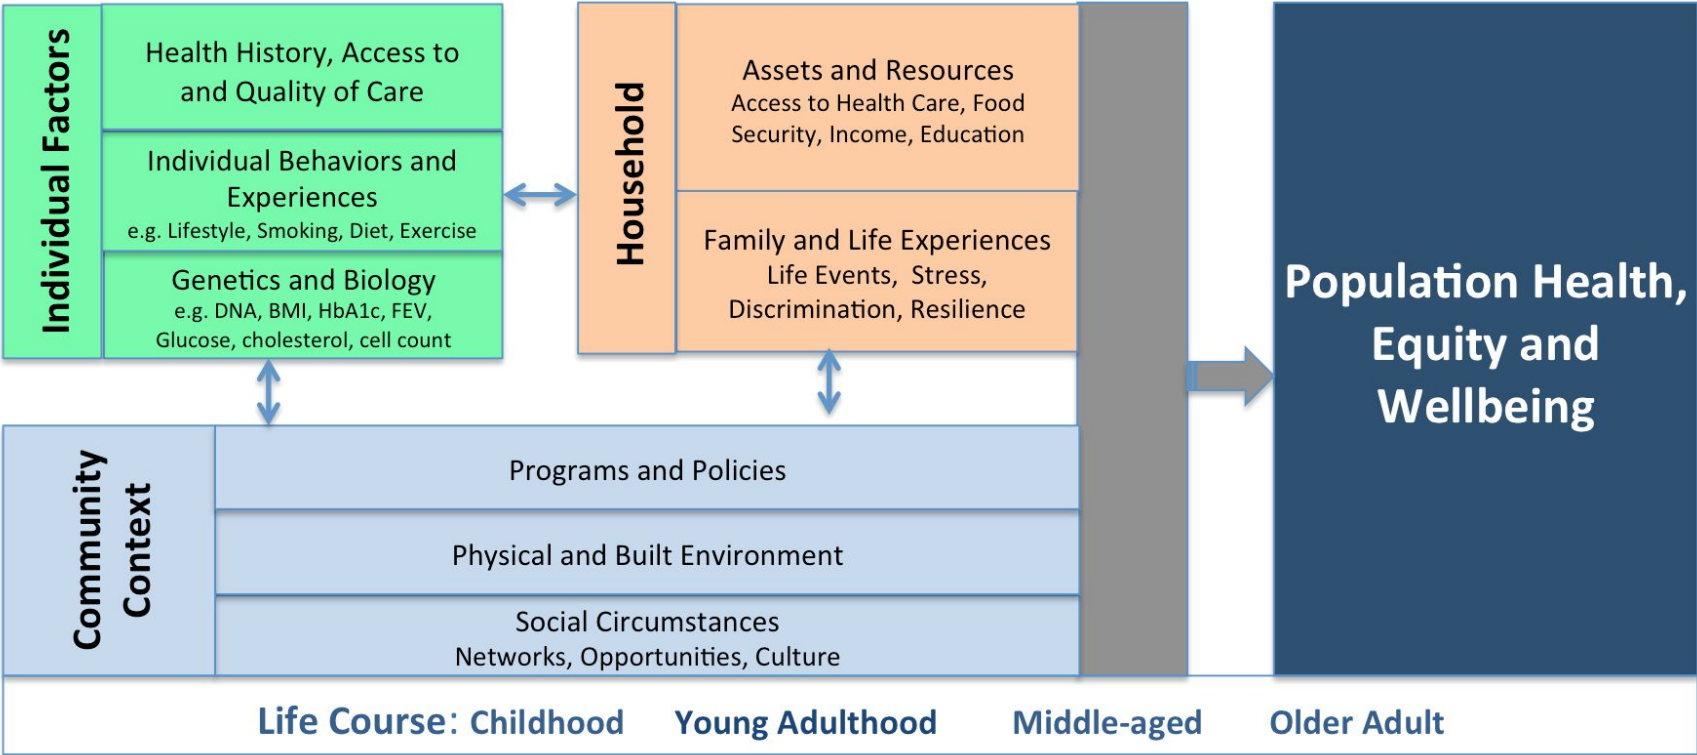 Individual Factors
Health History, Access to
and Quality of Care
Individual Behaviors and
Experiences
e.g. Lifestyle, Smoking, Diet, Exercise
Genetics and Biology
e.g. DNA, BMI, HbA1c, FEV,
Glucose, cholesterol, cell count
Household
Assets and Resources
Access to Health Care, Food
Security, Income, Education
Family and Life Experiences
Life Events, Stress,
Discrimination, Resilience
Community
Context
Programs and Policies
Physical and Built Environment
Social Circumstances
Networks, Opportunities, Culture
Population Health,
Equity and
Wellbeing
Life Course: Childhood Young Adulthood Middle-aged Older Adult